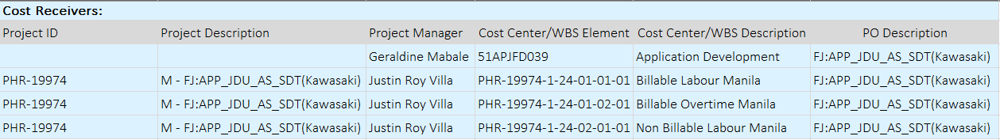 Cost Receivers:
Project ID Project Description Project Manager Cost Center/WBS Element Cost Center/WBS Description PO Description
Geraldine Mabale 51APJFD039 Application Development FJ:APP_JDU_AS_SDT(Kawasaki)
PHR-19974 M - FJ:APP_JDU_AS_SDT(Kawasaki) Justin Roy Villa PHR-19974-1-24-01-01-01 Billable Labour Manila FJ:APP_JDU_AS_SDT(Kawasaki)
PHR-19974 M - FJ:APP_JDU_AS_SDT(Kawasaki) Justin Roy Villa PHR-19974-1-24-01-02-01 Billable Overtime Manila FJ:APP_JDU_AS_SDT(Kawasaki)
PHR-19974 M - FJ:APP_JDU_AS_SDT(Kawasaki) Justin Roy Villa PHR-19974-1-24-02-01-01 Non Billable Labour Manila FJ:APP_JDU_AS_SDT(Kawasaki)